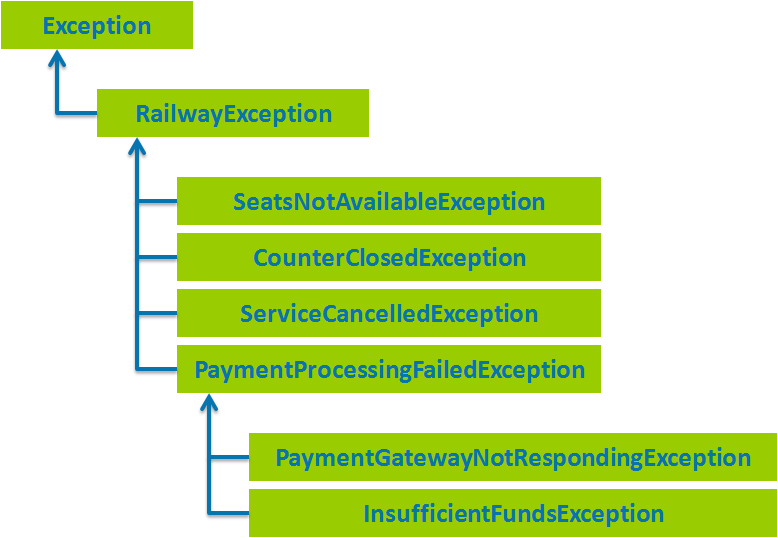 Exception
RailwayException
SeatsNotAvailableException
CounterClosedException
ServiceCancelledException
PaymentProcessingFailedException
PaymentGatewayNotRespondingException
InsufficientFundsException